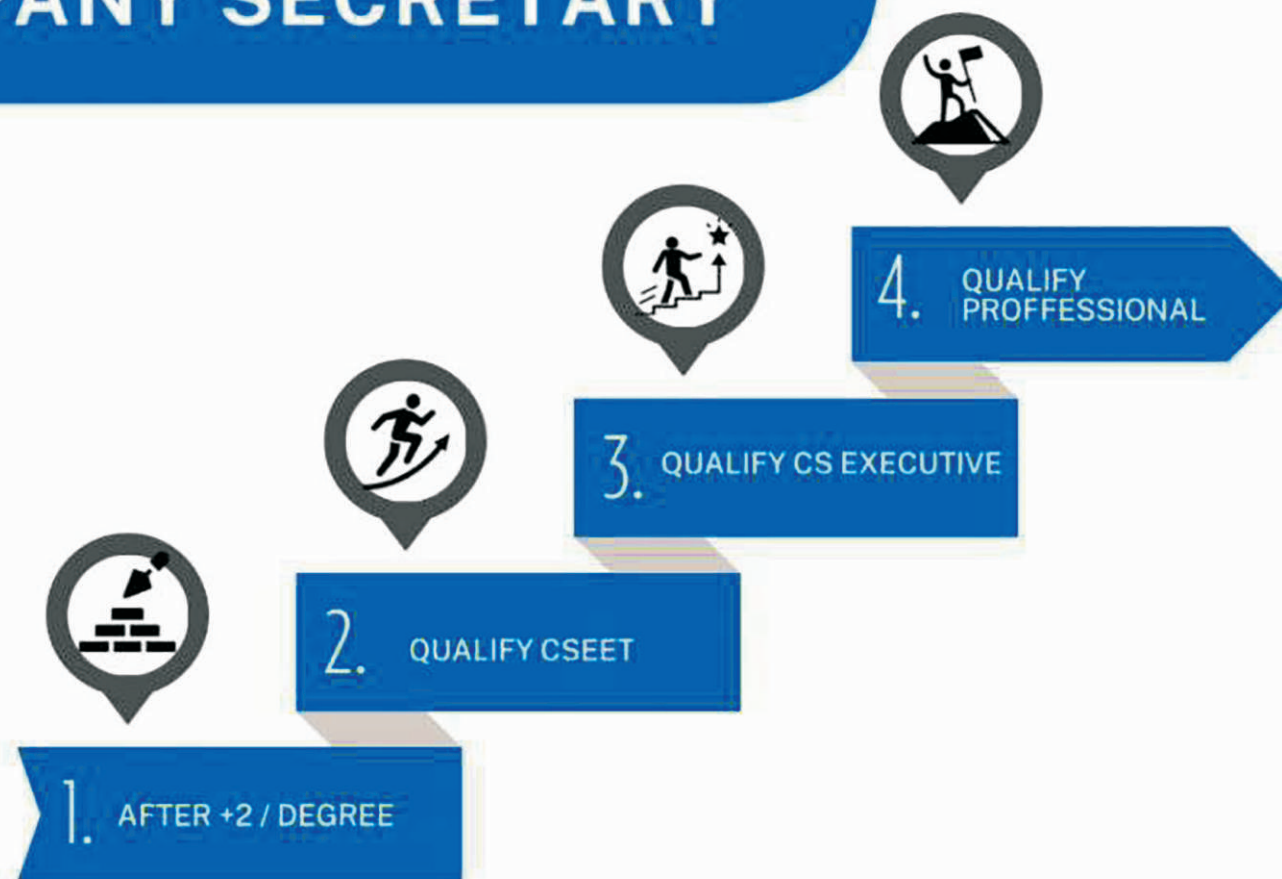 ANY SECRETARY
4. QUALIFY
PROFFESSIONAL
3. QUALIFY CS EXECUTIVE
2. QUALIFY CSEET
1. AFTER +2 / DEGREE